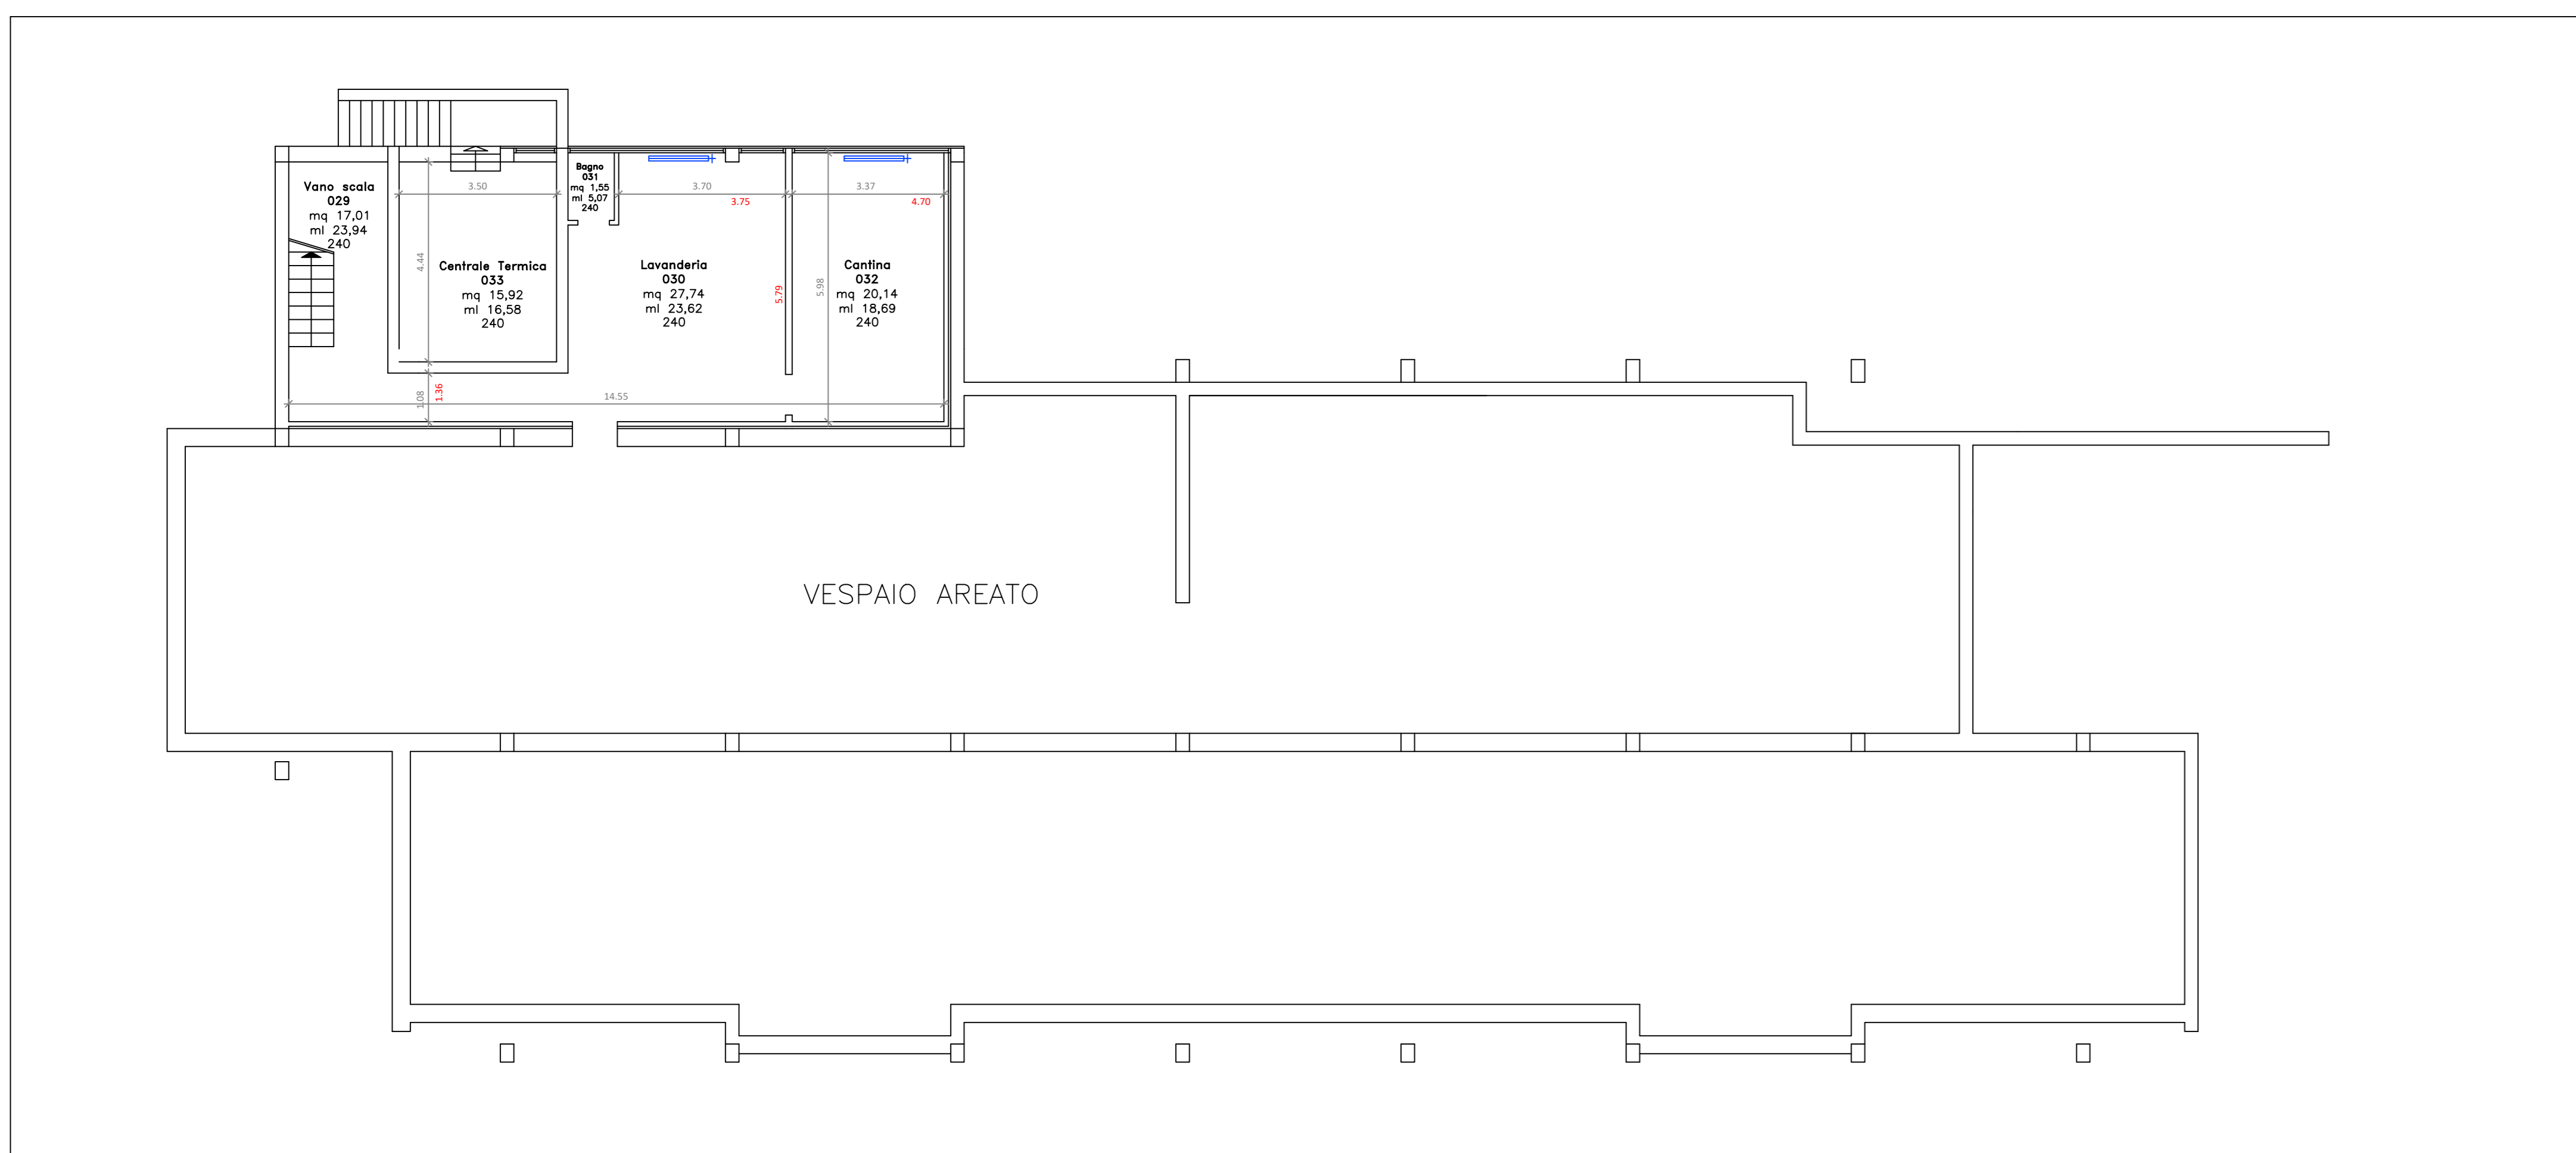 Vano scala
029
mq 17,01
ml 23,94
240
3.50
4.44
Centrale Termica
033
mq 15,92
ml 16,58
240
Bagno
031
mq 1,55
ml 5,07
240
3.70
3.75
Lavanderia
030
mq 27,74
ml 23,62
240
5.79
3.37
4.70
5.98
Cantina
032
mq 20,14
ml 18,69
240
1.08
1.36
14.55
VESPAIO AREATO